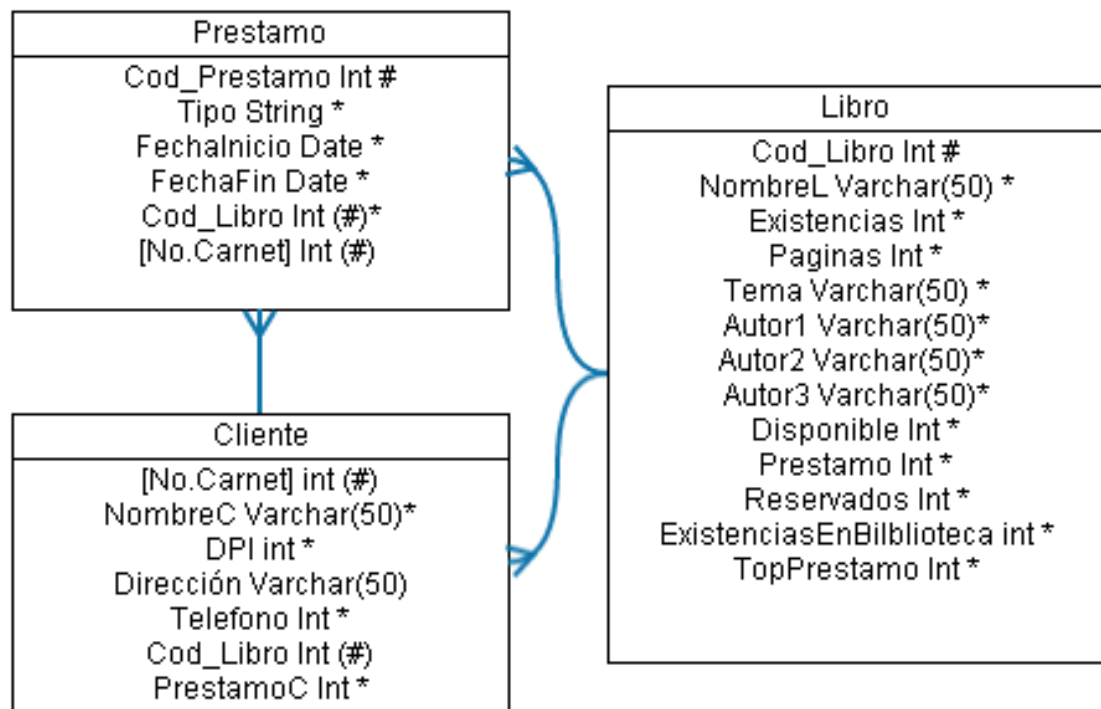 Prestamo
Cod_Prestamo Int #
Tipo String *
FechaInicio Date *
FechaFin Date *
Cod_Libro Int (#)*
[No.Carnet] Int (#)
Libro
Cod_Libro Int #
NombreL Varchar(50) *
Existencias Int *
Paginas Int *
Tema Varchar(50) *
Autor1 Varchar(50)*
Autor2 Varchar(50)*
Autor3 Varchar(50)*
Disponible Int *
Prestamo Int *
Reservados Int *
ExistenciasEnBilblioteca int *
TopPrestamo Int *
Cliente
[No.Carnet] int (#)
NombreC Varchar(50)*
DPI int *
Dirección Varchar(50)
Telefono Int *
Cod_Libro Int (#)
PrestamoC Int *